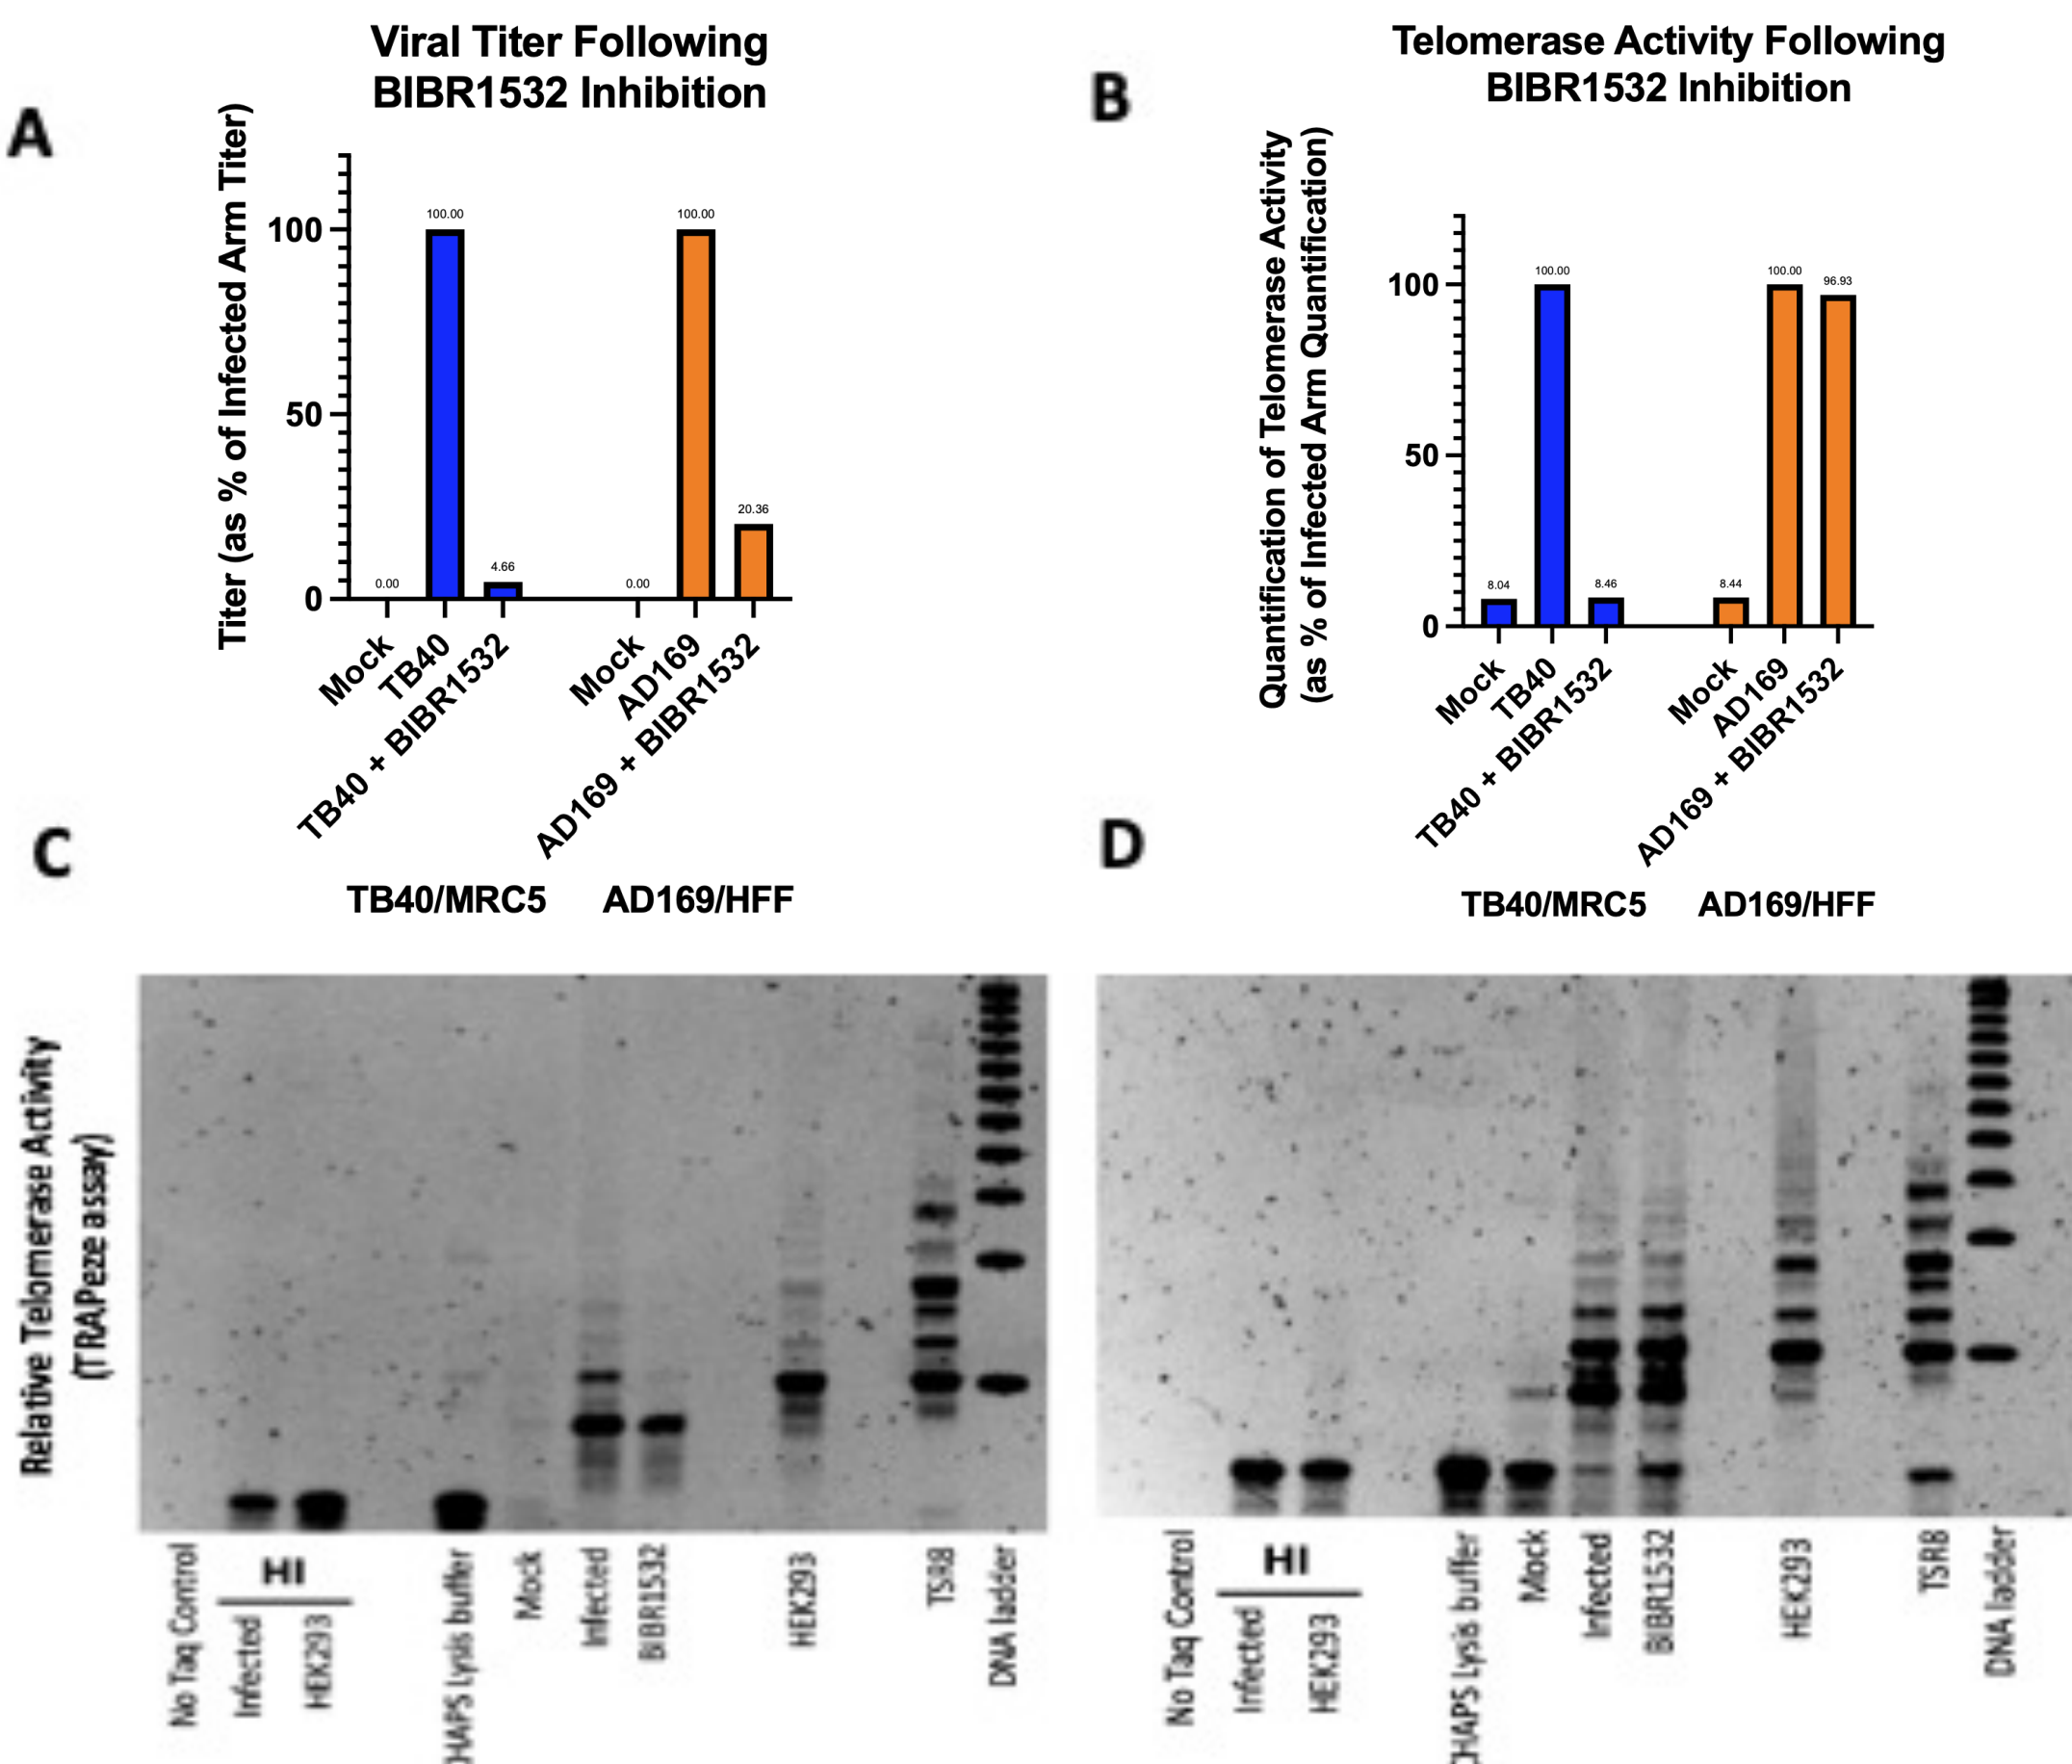 A
Viral Titer Following
BIBR1532 Inhibition
Titer (as % of Infected Arm Titer)
100
50
0
0.00
100.00
4.66
0.00
100.00
20.36
Mock
TB40
TB40 + BIBR1532
Mock
AD169
AD169 + BIBR1532
TB40/MRC5
AD169/HFF
B
Telomerase Activity Following
BIBR1532 Inhibition
Quantification of Telomerase Activity
(as % of Infected Arm Quantification)
100
50
0
8.04
100.00
8.46
8.44
100.00
96.93
Mock
TB40
TB40 + BIBR1532
Mock
AD169
AD169 + BIBR1532
TB40/MRC5
AD169/HFF
C
Relative Telomerase Activity
(TRAPeze assay)
No Taq Control
HI
Infected
HEK293
CHAPS Lysis buffer
Mock
Infected
BIBR1532
HEK293
TSR8
DNA ladder
D
No Taq Control
HI
Infected
HEK293
CHAPS Lysis buffer
Mock
Infected
BIBR1532
HEK293
TSR8
DNA ladder